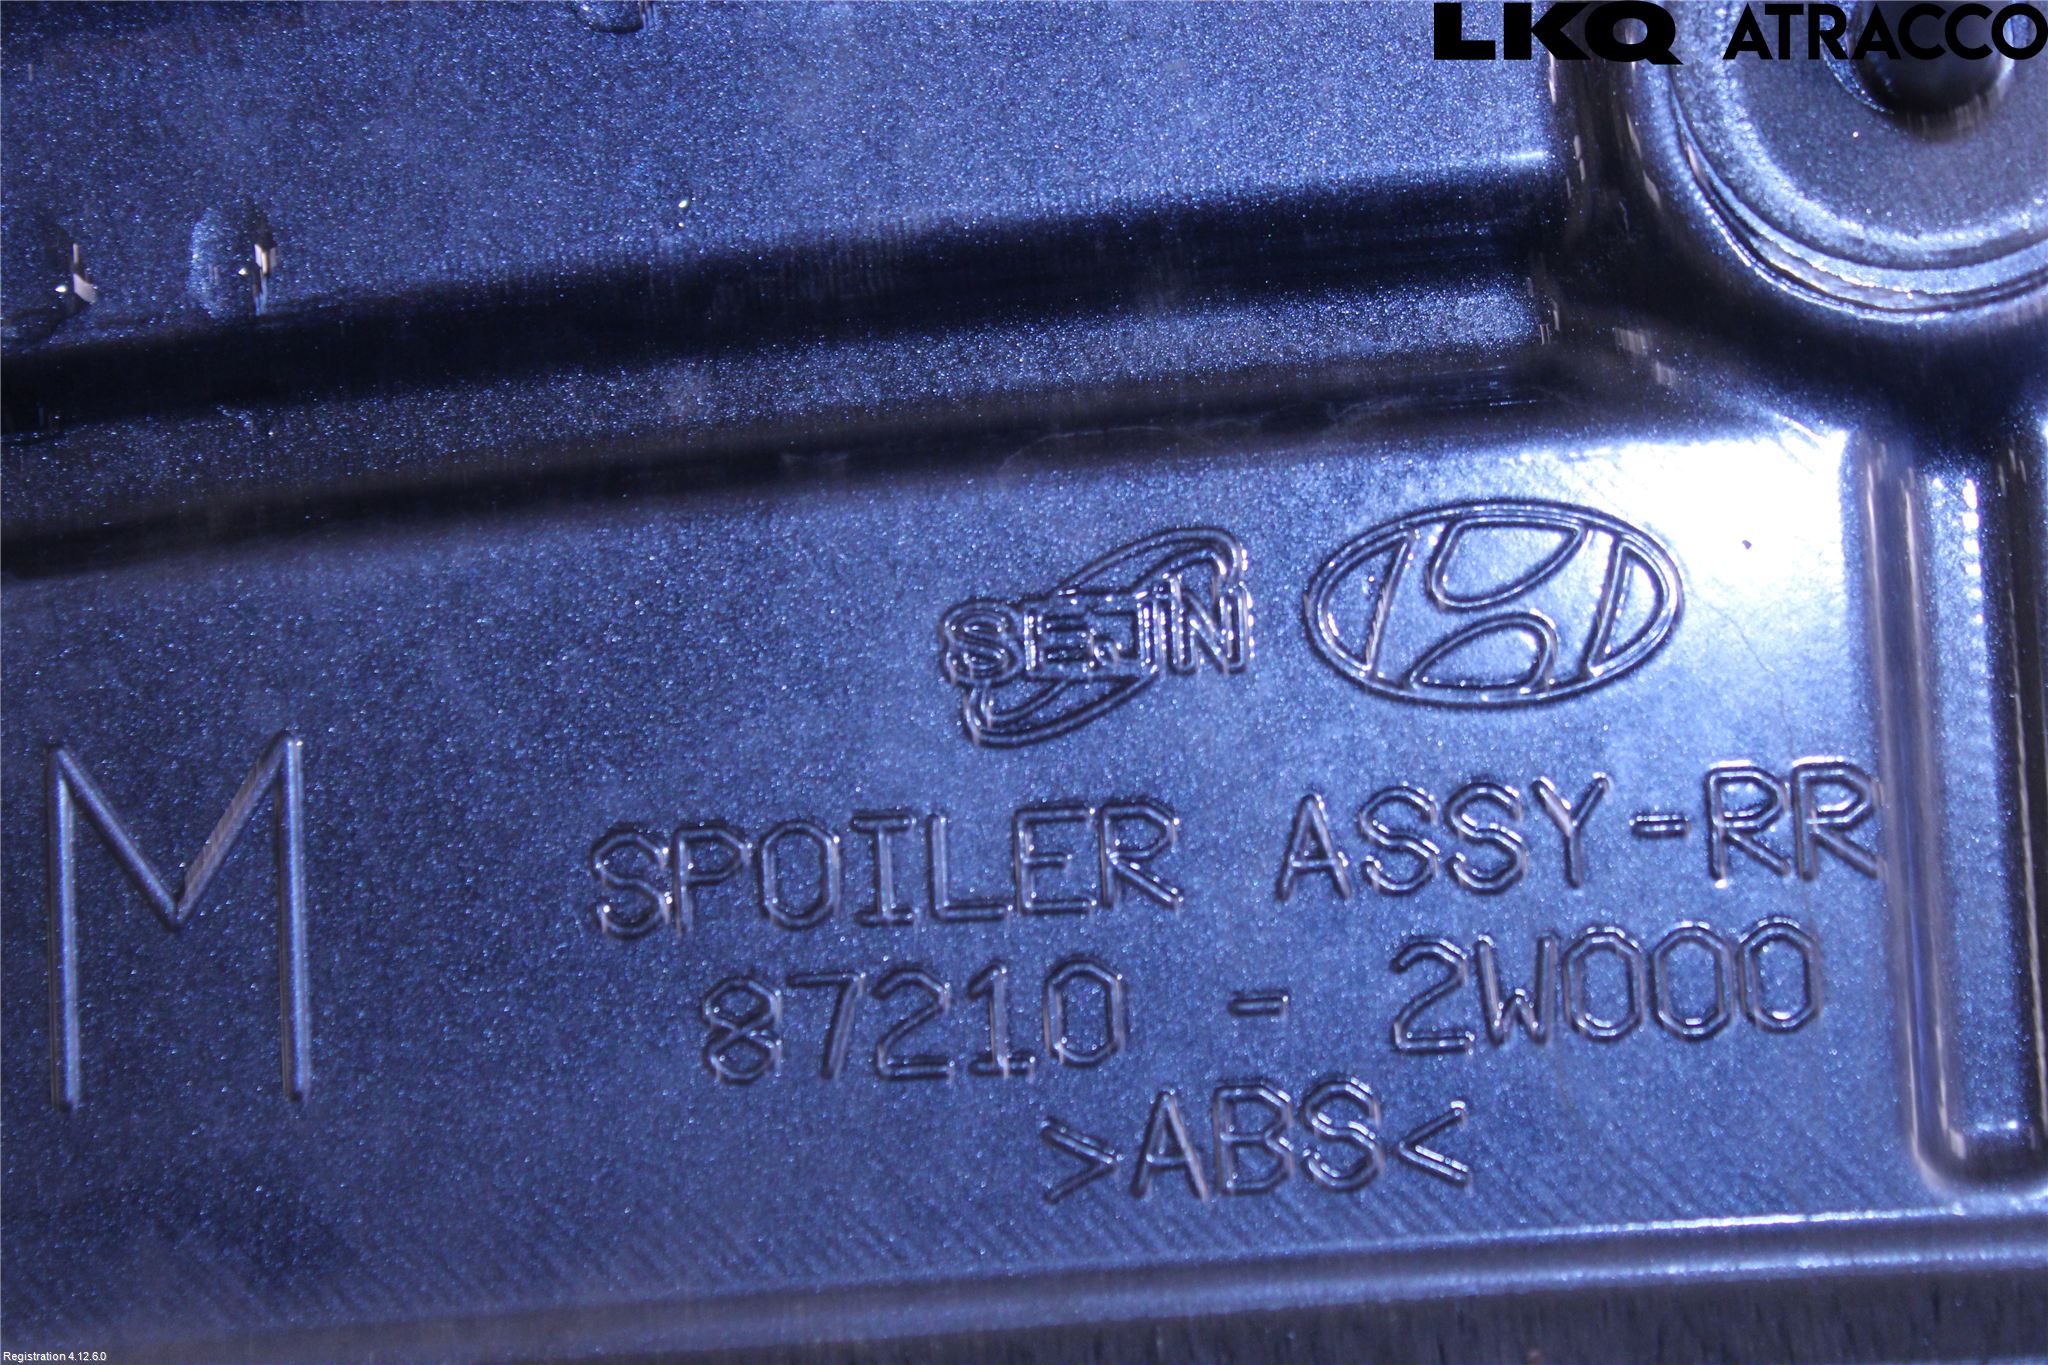 LKQ ATRACCO
SEJIN
M
SPOILER ASSY-RR
87210 - 2W000
>ABS<
Registration 4.12.6.0